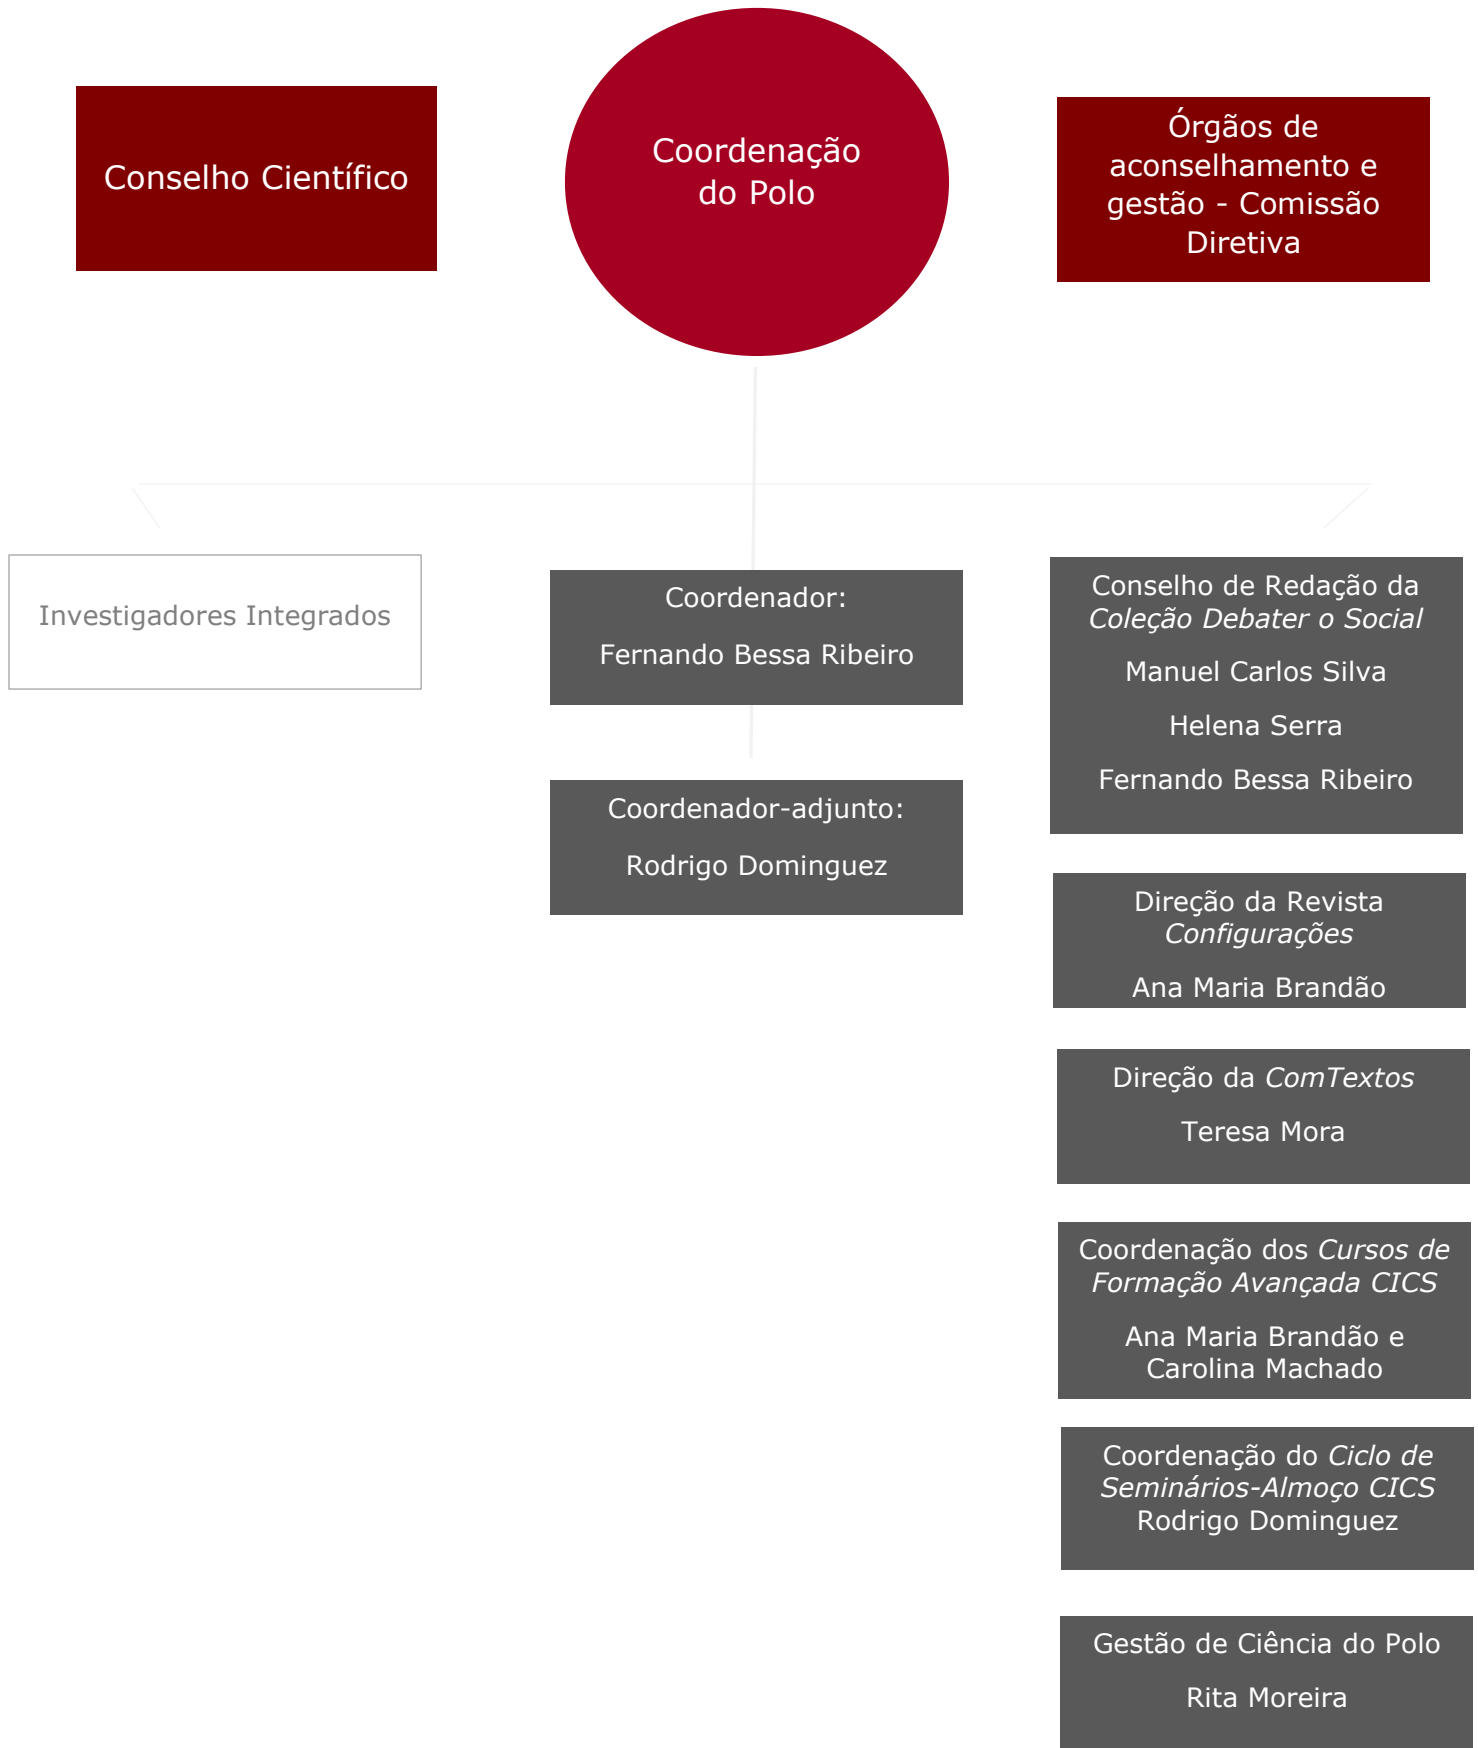 Conselho Científico
Coordenação
do Polo
Órgãos de
aconselhamento e
gestão - Comissão
Diretiva
Investigadores Integrados
Coordenador:
Fernando Bessa Ribeiro
Coordenador-adjunto:
Rodrigo Dominguez
Conselho de Redação da
Coleção Debater o Social
Manuel Carlos Silva
Helena Serra
Fernando Bessa Ribeiro
Direção da Revista
Configurações
Ana Maria Brandão
Direção da ComTextos
Teresa Mora
Coordenação dos Cursos de
Formação Avançada CICS
Ana Maria Brandão e
Carolina Machado
Coordenação do Ciclo de
Seminários-Almoço CICS
Rodrigo Dominguez
Gestão de Ciência do Polo
Rita Moreira